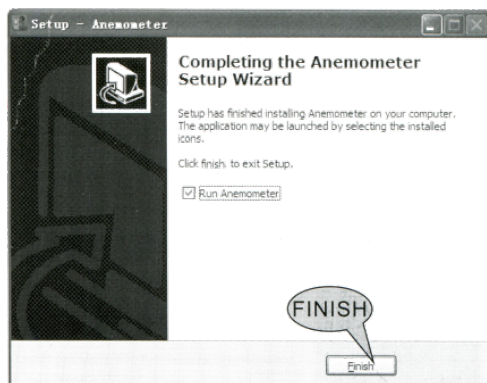 Setup - Anemometer
Completing the Anemometer
Setup Wizard
Setup has finished installing Anemometer on your computer.
The application may be launched by selecting the installed
icons.
Click finish, to exit Setup.
Run Anemometer
FINISH
Finish